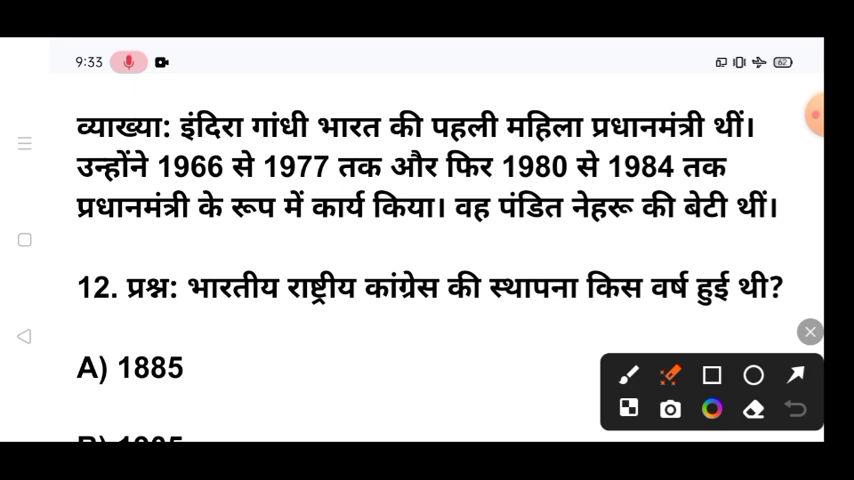 9:33
62
व्याख्या: इंदिरा गांधी भारत की पहली महिला प्रधानमंत्री थीं।
उन्होंने 1966 से 1977 तक और फिर 1980 से 1984 तक
प्रधानमंत्री के रूप में कार्य किया। वह पंडित नेहरू की बेटी थीं।
12. प्रश्न: भारतीय राष्ट्रीय कांग्रेस की स्थापना किस वर्ष हुई थी?
A) 1885